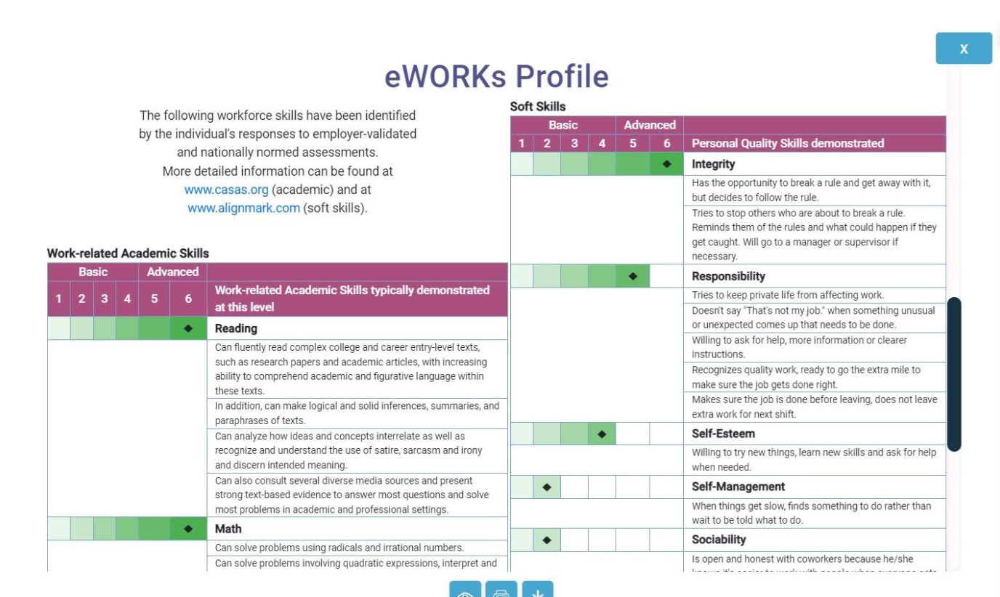 X
eWORKs Profile
The following workforce skills have been identified
by the individual's responses to employer-validated
and nationally normed assessments.
More detailed information can be found at
www.casas.org (academic) and at
www.alignmark.com (soft skills).
Work-related Academic Skills
Basic Advanced
1 2 3 4 5 6 Work-related Academic Skills typically demonstrated
at this level
Reading
Can fluently read complex college and career entry-level texts,
such as research papers and academic articles, with increasing
ability to comprehend academic and figurative language within
these texts.
In addition, can make logical and solid inferences, summaries, and
paraphrases of texts.
Can analyze how ideas and concepts interrelate as well as
recognize and understand the use of satire, sarcasm and irony
and discern intended meaning.
Can also consult several diverse media sources and present
strong text-based evidence to answer most questions and solve
most problems in academic and professional settings.
Math
Can solve problems using radicals and irrational numbers.
Can solve problems involving quadratic expressions, interpret and
Soft Skills
Basic Advanced
1 2 3 4 5 6 Personal Quality Skills demonstrated
Integrity
Has the opportunity to break a rule and get away with it,
but decides to follow the rule.
Tries to stop others who are about to break a rule.
Reminds them of the rules and what could happen if they
get caught. Will go to a manager or supervisor if
necessary.
Responsibility
Tries to keep private life from affecting work.
Doesn't say "That's not my job." when something unusual
or unexpected comes up that needs to be done.
Willing to ask for help, more information or clearer
instructions.
Recognizes quality work, ready to go the extra mile to
make sure the job gets done right.
Makes sure the job is done before leaving, does not leave
extra work for next shift.
Self-Esteem
Willing to try new things, learn new skills and ask for help
when needed.
Self-Management
When things get slow, finds something to do rather than
wait to be told what to do.
Sociability
Is open and honest with coworkers because he/she